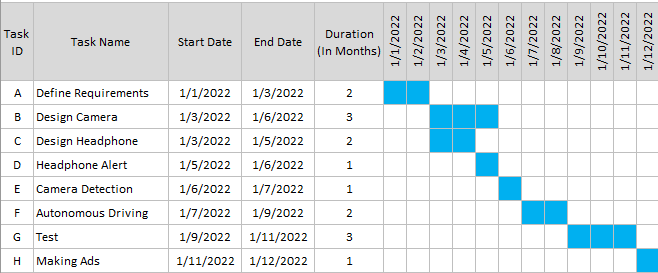 Task ID Task Name Start Date End Date Duration (In Months) 1/1/2022 1/2/2022 1/3/2022 1/4/2022 1/5/2022 1/6/2022 1/7/2022 1/8/2022 1/9/2022 1/10/2022 1/11/2022 1/12/2022
A Define Requirements 1/1/2022 1/3/2022 2
B Design Camera 1/3/2022 1/6/2022 3
C Design Headphone 1/3/2022 1/5/2022 2
D Headphone Alert 1/5/2022 1/6/2022 1
E Camera Detection 1/6/2022 1/7/2022 1
F Autonomous Driving 1/7/2022 1/9/2022 2
G Test 1/9/2022 1/11/2022 3
H Making Ads 1/11/2022 1/12/2022 1